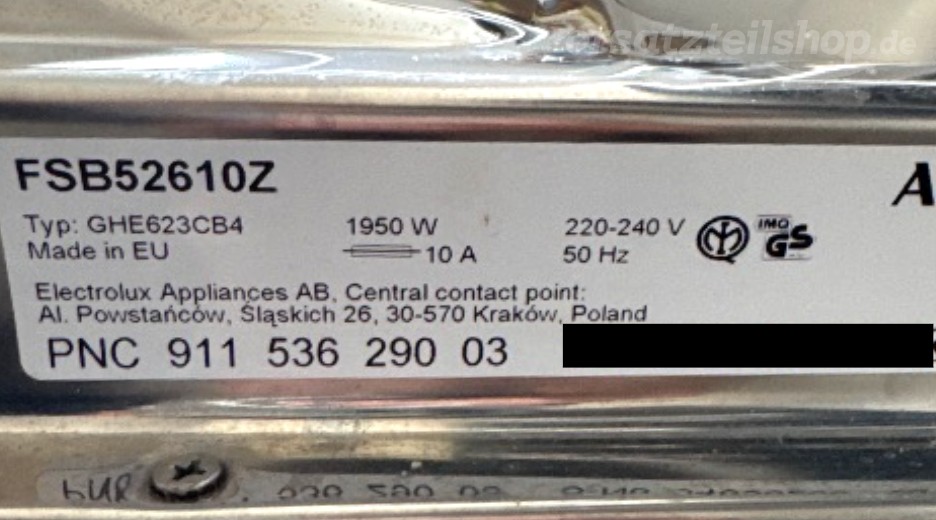 ersatzteilshop.de
FSB52610Z
A
Typ: GHE623CB4 1950 W 220-240 V
Made in EU 10 A 50 Hz
IMQ GS
Electrolux Appliances AB, Central contact point:
Al. Powstańców, Śląskich 26, 30-570 Kraków, Poland
PNC 911 536 290 03